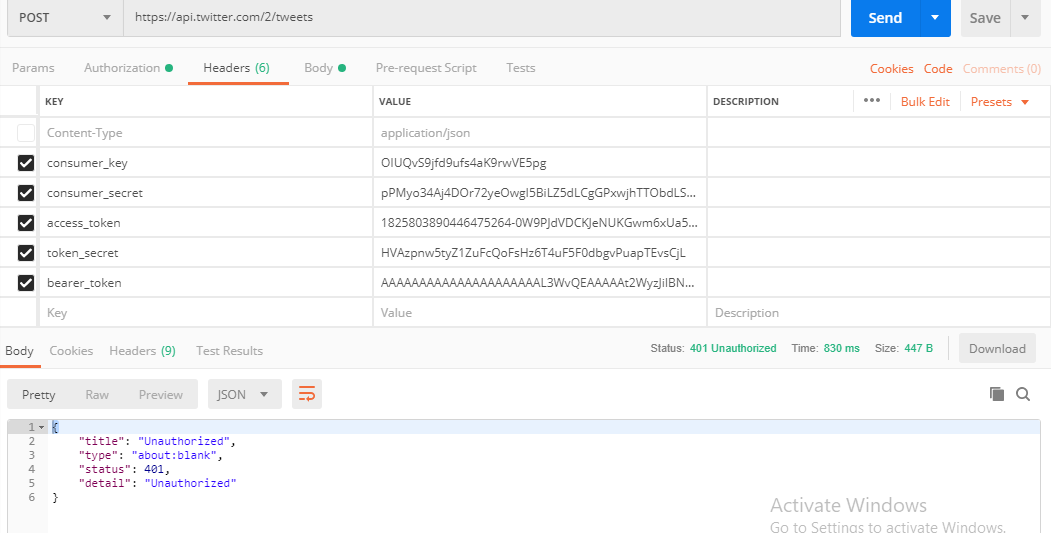 POST https://api.twitter.com/2/tweets Send Save
Params Authorization Headers (6) Body Pre-request Script Tests Cookies Code Comments (0)
KEY VALUE DESCRIPTION ••• Bulk Edit Presets
Content-Type application/json
consumer_key OIUQvS9jfd9ufs4aK9rwVE5pg
consumer_secret pPMyo34Aj4DOr72yeOwgI5BiLZ5dLCgGPxwjhTTObdLS...
access_token 1825803890446475264-0W9PJdVDCKJeNUKGwm6xUa5...
token_secret HVAzpnw5tyZ1ZuFcQoFsHz6T4uF5F0dbgvPuapTEvsCjL
bearer_token AAAAAAAAAAAAAAAAAAAAAL3WvQEAAAAAt2WyzJiIBN...
Key Value Description
Body Cookies Headers (9) Test Results Status: 401 Unauthorized Time: 830 ms Size: 447 B Download
Pretty Raw Preview JSON
1 {
2 "title": "Unauthorized",
3 "type": "about:blank",
4 "status": 401,
5 "detail": "Unauthorized"
6 }
Activate Windows
Go to Settings to activate Windows.